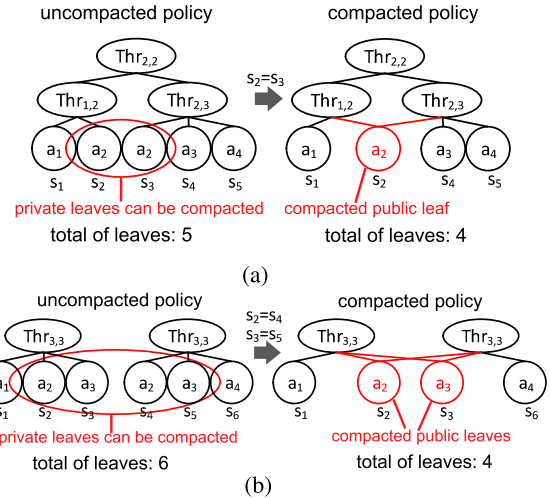 uncompacted policy compacted policy
Thr2,2 Thr2,2
s2=s3
Thr1,2 Thr2,3 Thr1,2 Thr2,3
a1 a2 a2 a3 a4 a1 a2 a3 a4
s1 s2 s3 s4 s5 s1 s2 s4 s5
private leaves can be compacted compacted public leaf
total of leaves: 5 total of leaves: 4
(a)
uncompacted policy compacted policy
s2=s4
s3=s5
Thr3,3 Thr3,3 Thr3,3 Thr3,3
a1 a2 a3 a2 a3 a4 a1 a2 a3 a4
s1 s2 s3 s4 s5 s6 s1 s2 s3 s6
private leaves can be compacted compacted public leaves
total of leaves: 6 total of leaves: 4
(b)